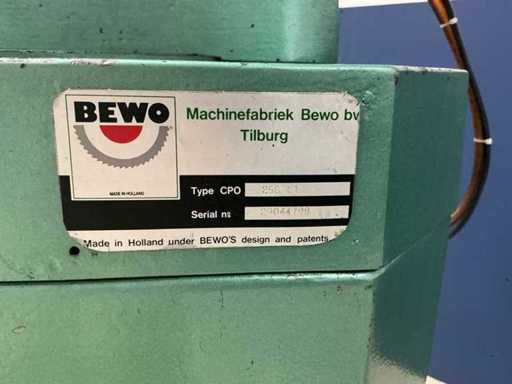 BEWO
MADE IN HOLLAND
Machinefabriek Bewo bv
Tilburg
Type CPO
Serial nr
Made in Holland under BEWO'S design and patents